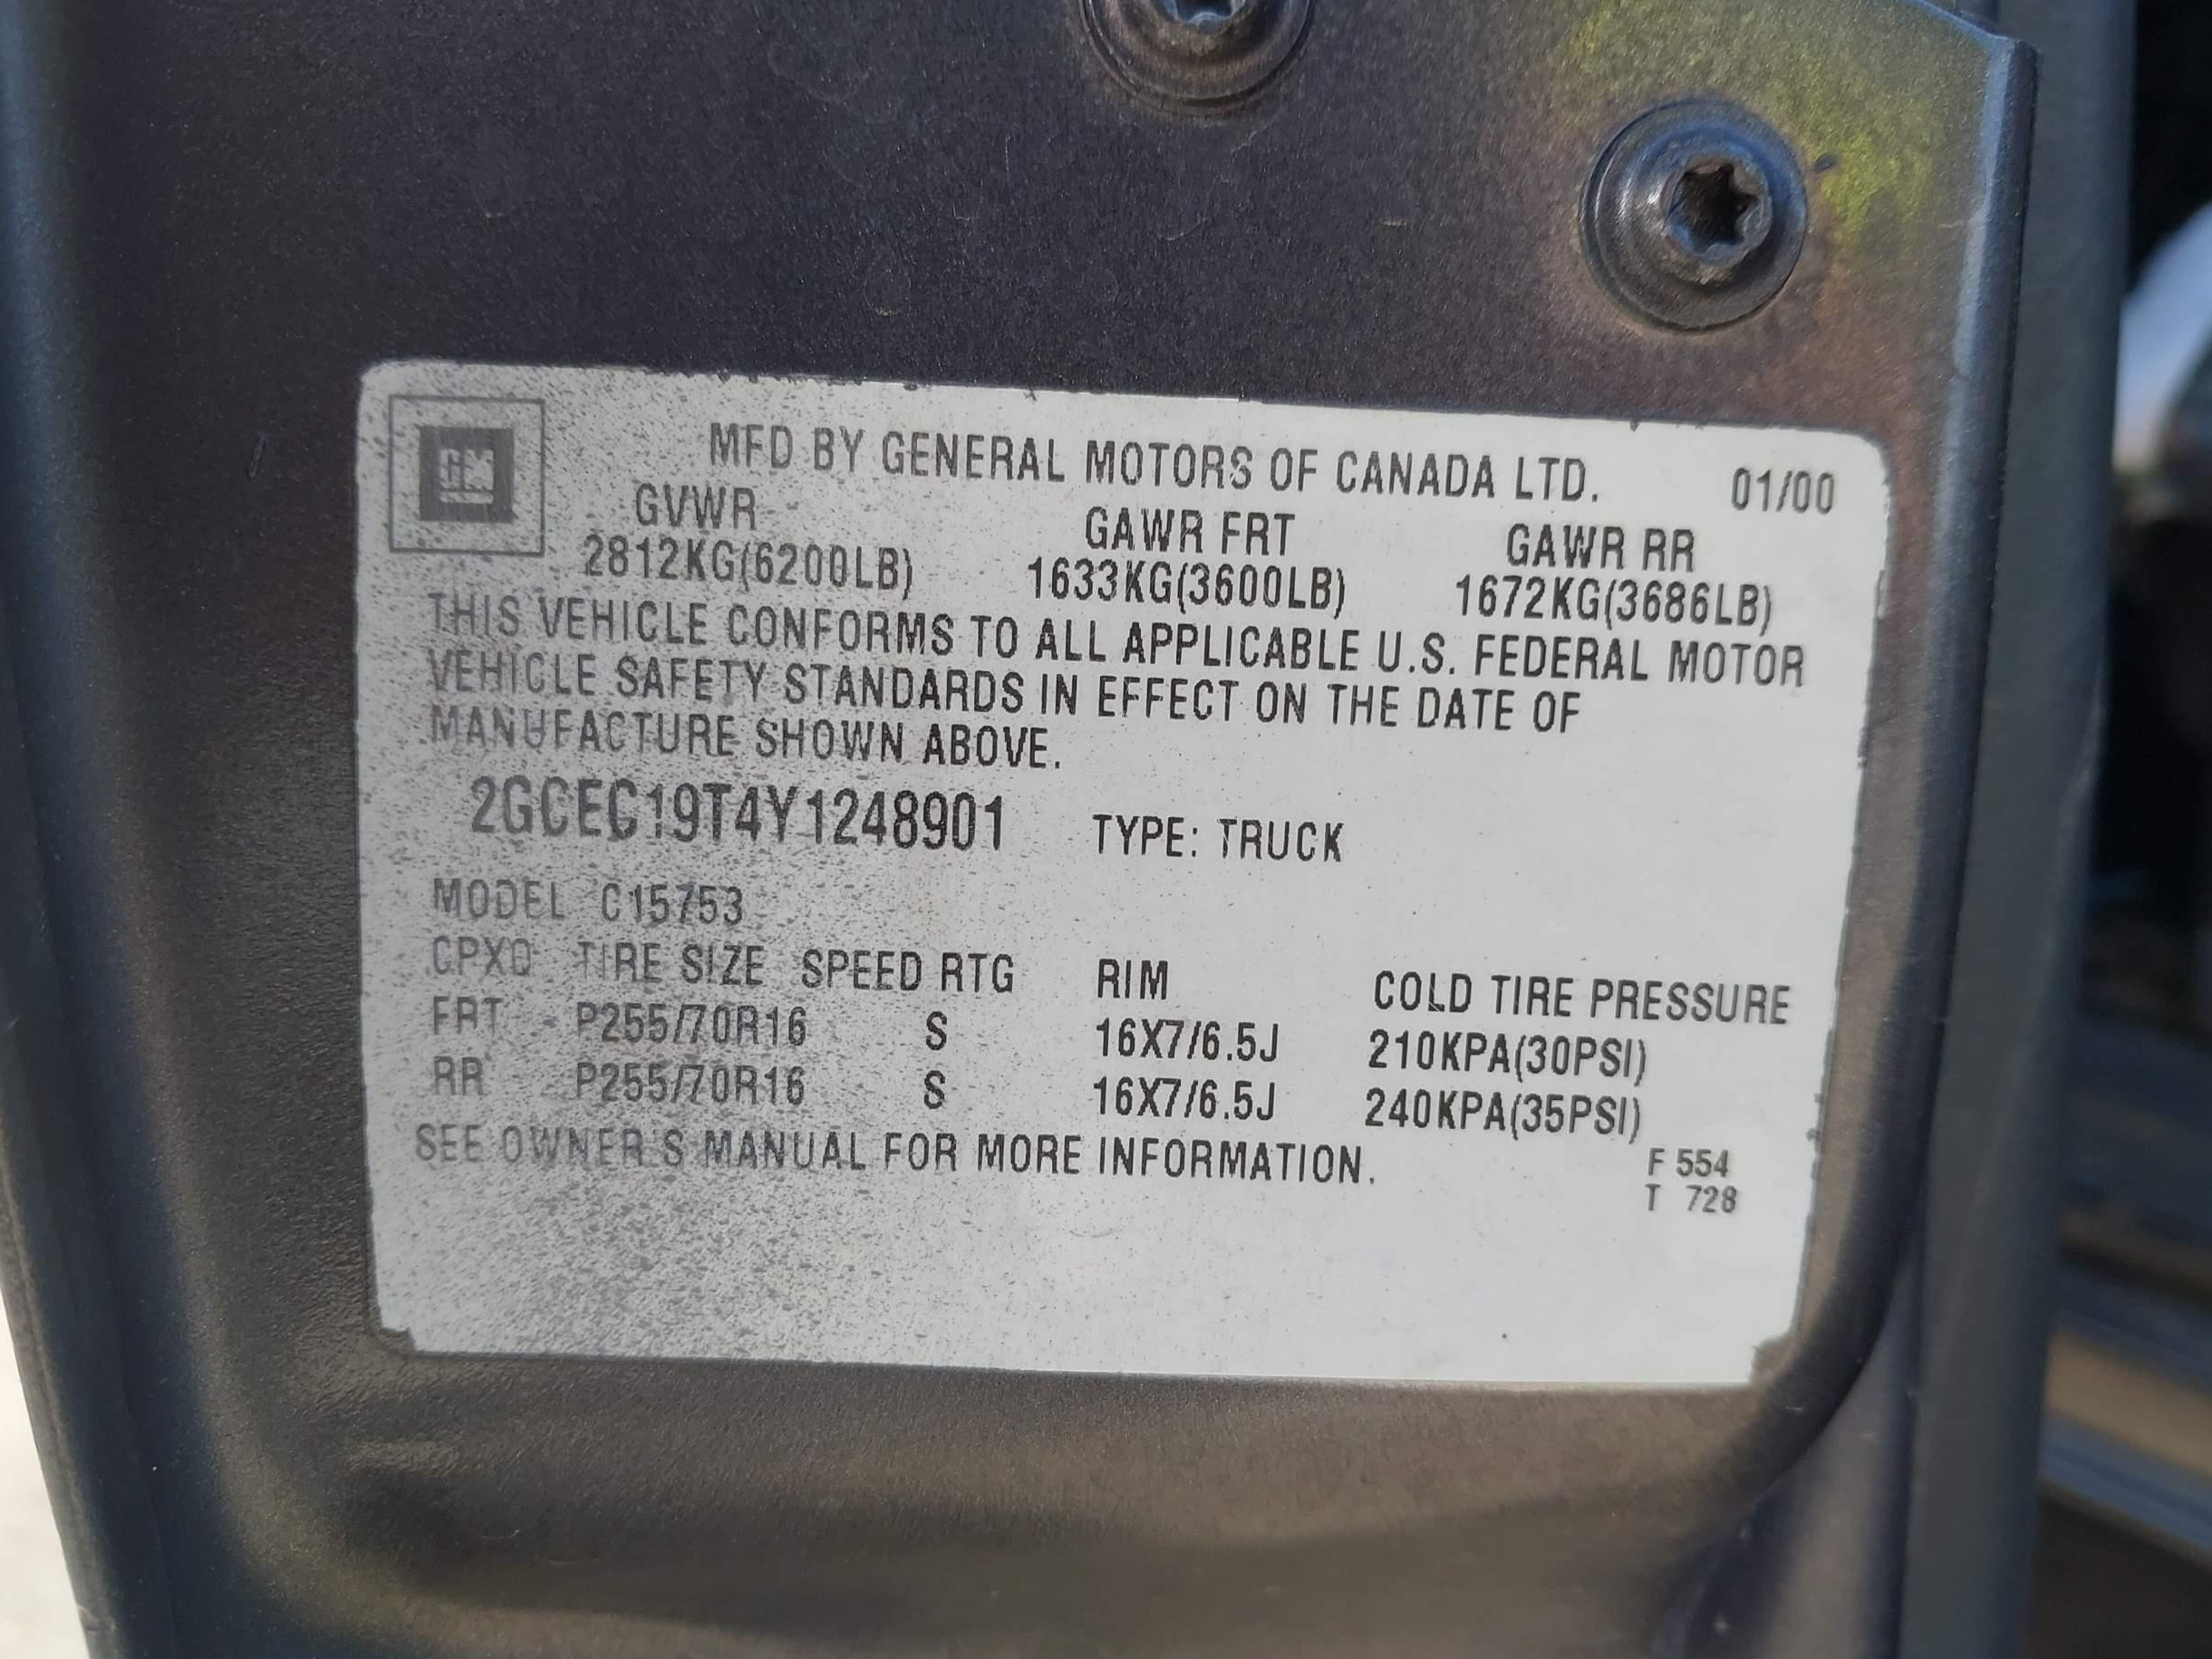 GM
MFD BY GENERAL MOTORS OF CANADA LTD. 01/00
GVWR GAWR FRT GAWR RR
2812KG(6200LB) 1633KG(3600LB) 1672KG(3686LB)
THIS VEHICLE CONFORMS TO ALL APPLICABLE U.S. FEDERAL MOTOR
VEHICLE SAFETY STANDARDS IN EFFECT ON THE DATE OF
MANUFACTURE SHOWN ABOVE.
2GCEC19T4Y1248901 TYPE: TRUCK
MODEL C15753
CPXO TIRE SIZE SPEED RTG RIM COLD TIRE PRESSURE
FRT P255/70R16 S 16X7/6.5J 210KPA(30PSI)
RR P255/70R16 S 16X7/6.5J 240KPA(35PSI)
SEE OWNER'S MANUAL FOR MORE INFORMATION.
F 554
T 728